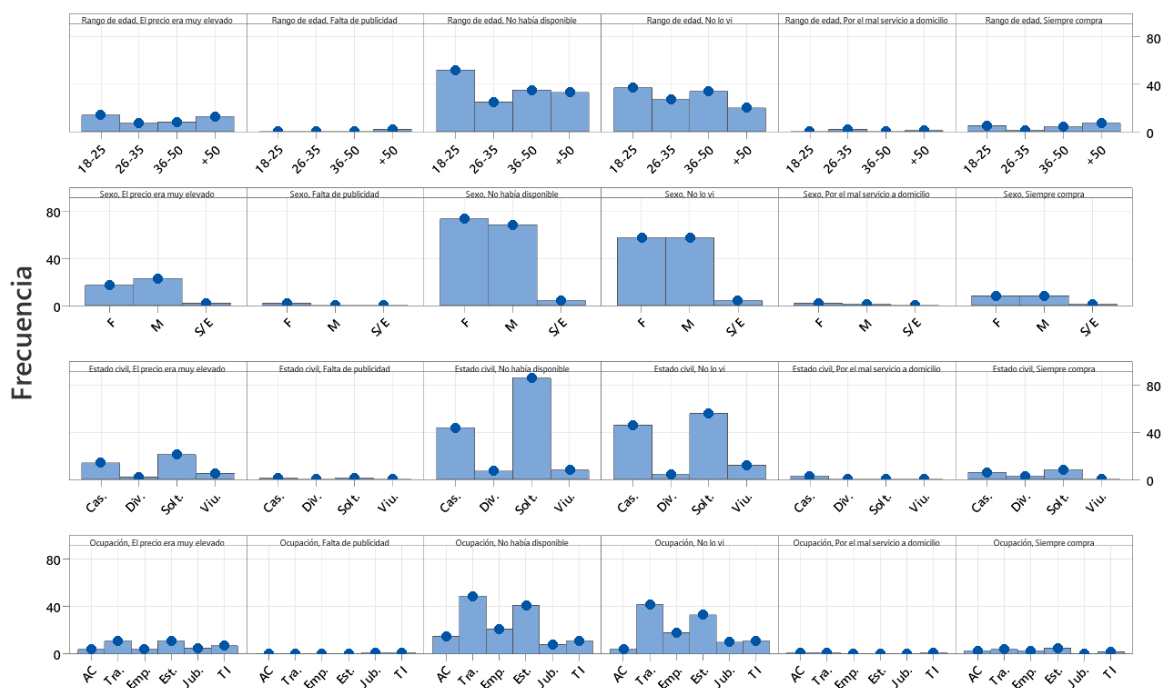 Rango de edad, El precio era muy elevado Rango de edad, Falta de publicidad Rango de edad, No había disponible Rango de edad, No lo vi Rango de edad, Por el mal servicio a domicilio Rango de edad, Siempre compra
80
40
0
18-25 26-35 36-50 +50 18-25 26-35 36-50 +50 18-25 26-35 36-50 +50 18-25 26-35 36-50 +50 18-25 26-35 36-50 +50 18-25 26-35 36-50 +50
Sexo, El precio era muy elevado Sexo, Falta de publicidad Sexo, No había disponible Sexo, No lo vi Sexo, Por el mal servicio a domicilio Sexo, Siempre compra
80
40
0
F M S/E F M S/E F M S/E F M S/E F M S/E F M S/E
Frecuencia
Estado civil, El precio era muy elevado Estado civil, Falta de publicidad Estado civil, No había disponible Estado civil, No lo vi Estado civil, Por el mal servicio a domicilio Estado civil, Siempre compra
80
40
0
Cas. Div. Solt. Viu. Cas. Div. Solt. Viu. Cas. Div. Solt. Viu. Cas. Div. Solt. Viu. Cas. Div. Solt. Viu. Cas. Div. Solt. Viu.
Ocupación, El precio era muy elevado Ocupación, Falta de publicidad Ocupación, No había disponible Ocupación, No lo vi Ocupación, Por el mal servicio a domicilio Ocupación, Siempre compra
80
40
0
AC Tra. Emp. Est. Jub. TI AC Tra. Emp. Est. Jub. TI AC Tra. Emp. Est. Jub. TI AC Tra. Emp. Est. Jub. TI AC Tra. Emp. Est. Jub. TI AC Tra. Emp. Est. Jub. TI